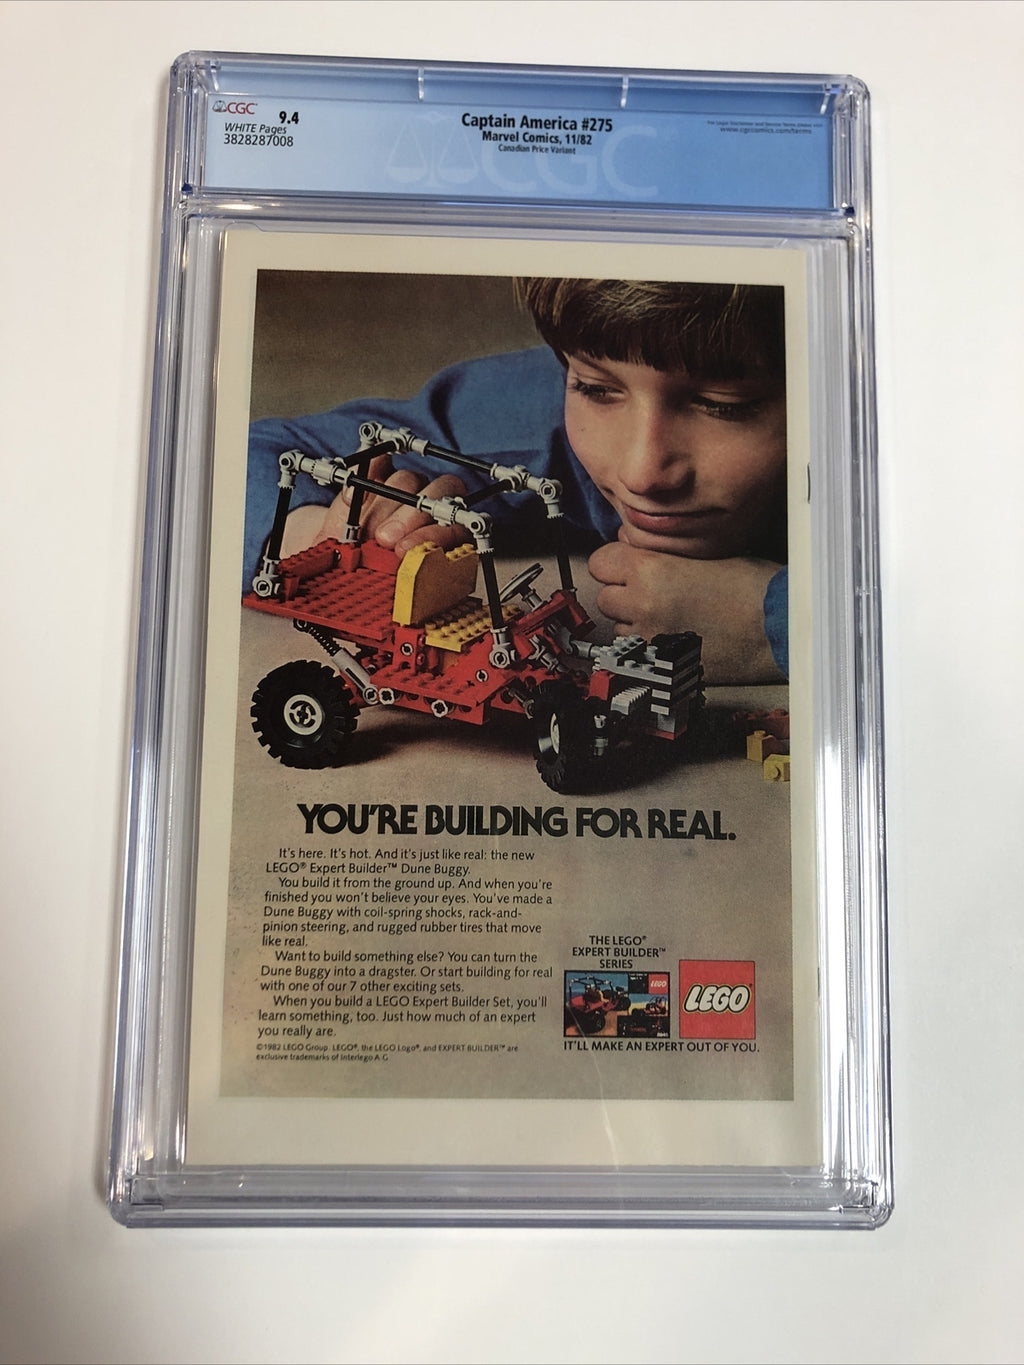 CGC 9.4
WHITE Pages
3828287008
Captain America #275
Marvel Comics, 11/82
Canadian Price Variant
www.cgccomics.com/terms
CGC
YOU'RE BUILDING FOR REAL.
It's here. It's hot. And it's just like real: the new
LEGO® Expert Builder™ Dune Buggy.
You build it from the ground up. And when you're
finished you won't believe your eyes. You've made a
Dune Buggy with coil-spring shocks, rack-and-
pinion steering, and rugged rubber tires that move
like real.
Want to build something else? You can turn the
Dune Buggy into a dragster. Or start building for real
with one of our 7 other exciting sets.
When you build a LEGO Expert Builder Set, you'll
learn something, too. Just how much of an expert
you really are.
©1982 LEGO Group. LEGO®, the LEGO Logo®, and EXPERT BUILDER™ are
exclusive trademarks of Interlego A.G.
THE LEGO®
EXPERT BUILDER™
SERIES
LEGO
LEGO®
IT'LL MAKE AN EXPERT OUT OF YOU.